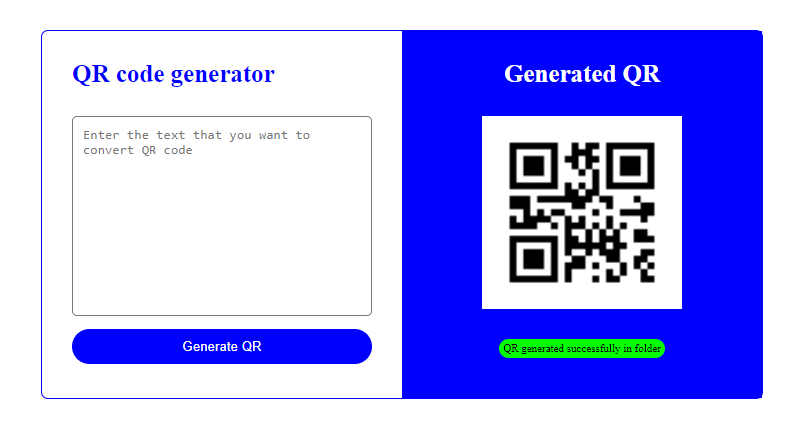 QR code generator
Enter the text that you want to
convert QR code
Generate QR
Generated QR
QR generated successfully in folder